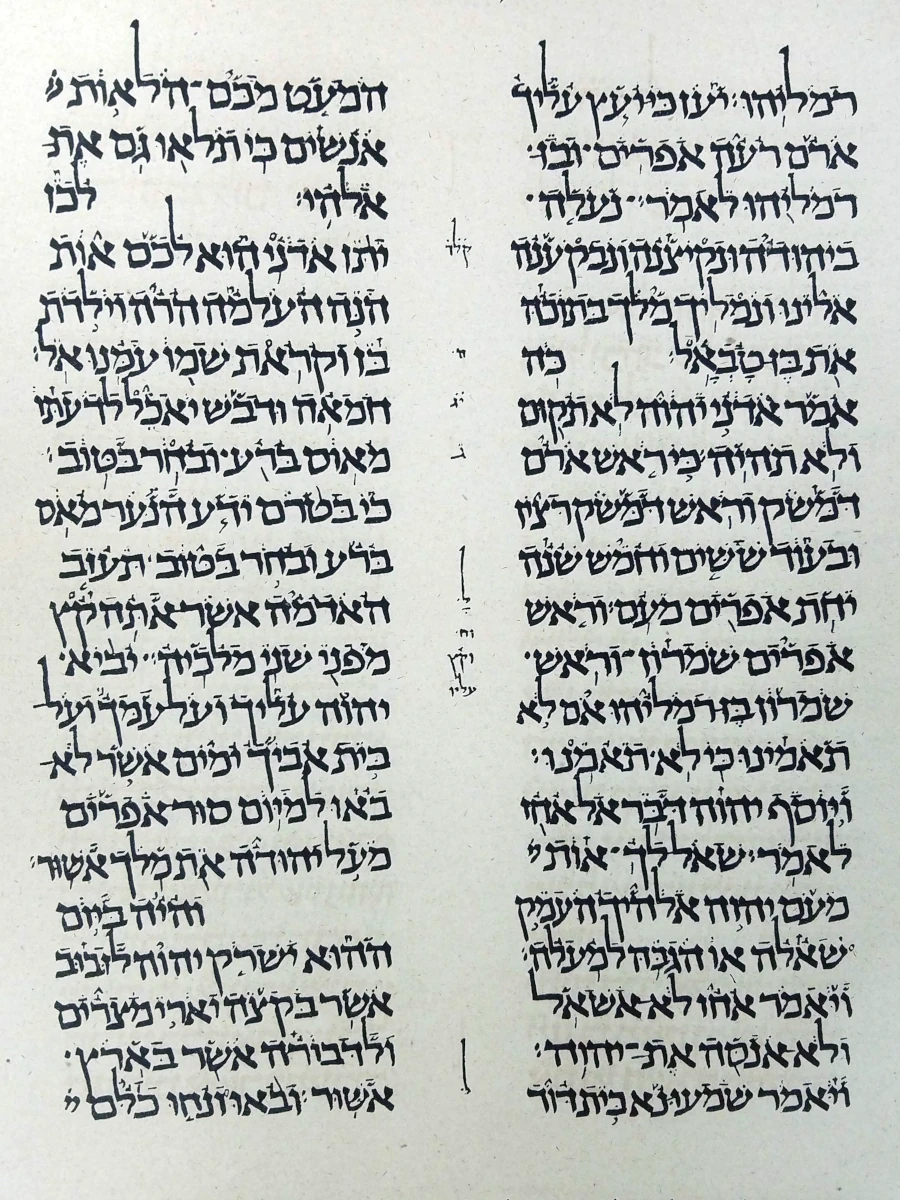 רמליהו יען כי יועץ עליך
ארם רעה אפרים ובן
רמליהו לאמר נעלה
ביהודה ונקיצנה ונבקענה
אלינו ונמליך מלך בתוכה
את בן טָבְאַל כה
אמר אדני יהוה לא תקום
ולא תהיה כי ראש ארם
דמשק וראש דמשק רצין
ובעוד ששים וחמש שנה
יחת אפרים מעם וראש
אפרים שמרון וראש
שמרון בן רמליהו אם לא
תאמינו כי לא תאמנו
ויוסף יהוה דבר אל אחז
לאמר שאל לך אות
מעם יהוה אלהיך העמק
שאלה או הגבה למעלה
ויאמר אחז לא אשאל
ולא אנסה את יהוה
ויאמר שמעו נא בית דוד
המעט מכם הלאות
אנשים כי תלאו גם את
אלהי לכן
יתן אדני הוא לכם אות
הנה העלמה הרה וילדת
בן וקראת שמו עמנו אל
חמאה ודבש יאכל לדעתו
מאוס ברע ובחר בטוב
כי בטרם ידע הנער מאס
ברע ובחר בטוב תעזב
האדמה אשר אתה קץ
מפני שני מלכיה יביא
יהוה עליך ועל עמך ועל
בית אביך ימים אשר לא
באו למיום סור אפרים
מעל יהודה את מלך אשור
והיה ביום
ההוא ישרק יהוה לזבוב
אשר בקצה יארי מצרים
ולדבורה אשר בארץ
אשור ובאו ונחו כלם
קלד
ח
יג
ג
ל
עליו